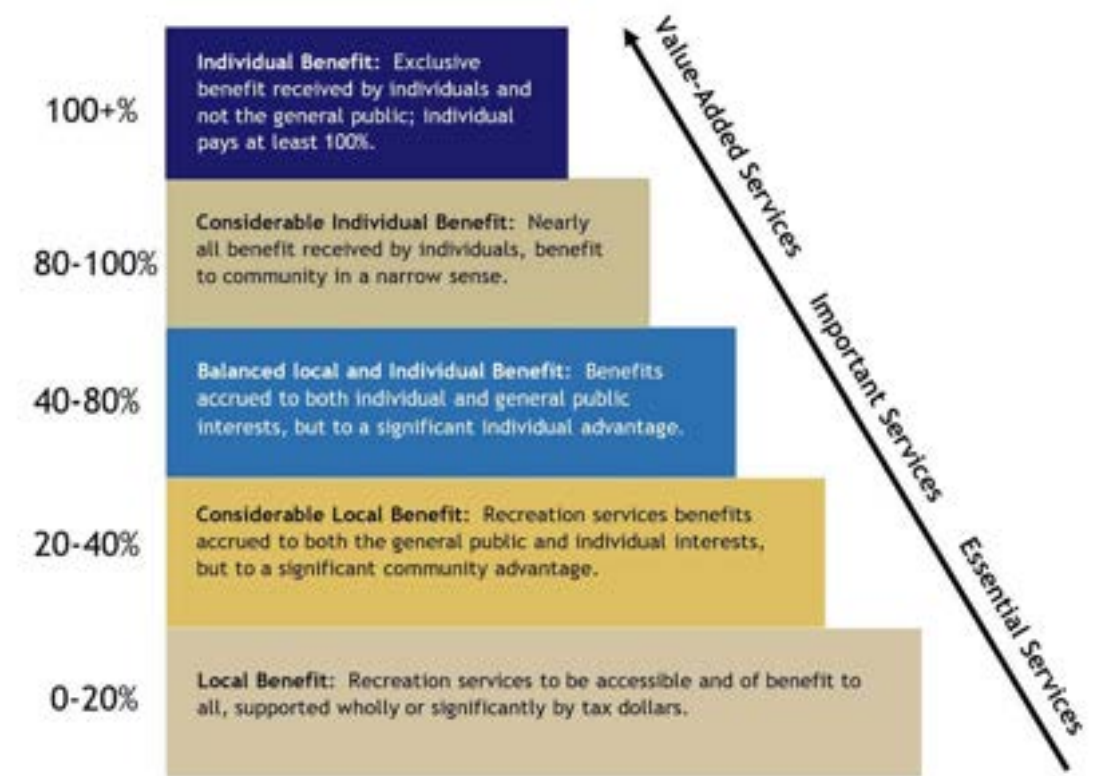 100+%
Individual Benefit: Exclusive
benefit received by individuals and
not the general public; individual
pays at least 100%.
80-100%
Considerable Individual Benefit: Nearly
all benefit received by individuals, benefit
to community in a narrow sense.
40-80%
Balanced local and Individual Benefit: Benefits
accrued to both individual and general public
interests, but to a significant individual advantage.
20-40%
Considerable Local Benefit: Recreation services benefits
accrued to both the general public and individual interests,
but to a significant community advantage.
0-20%
Local Benefit: Recreation services to be accessible and of benefit to
all, supported wholly or significantly by tax dollars.
Value-Added Services
Important Services
Essential Services